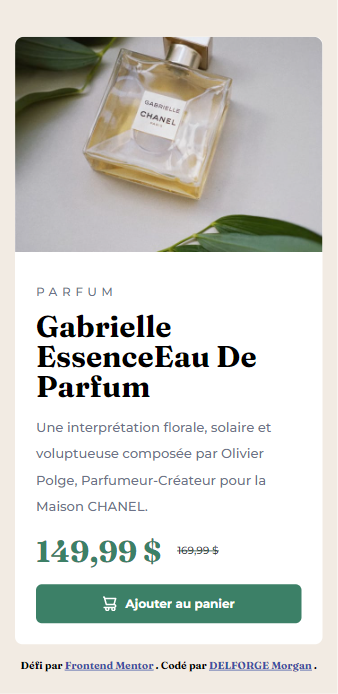 GABRIELLE
CHANEL
PARIS
PARFUM
Gabrielle
EssenceEau De
Parfum
Une interprétation florale, solaire et
voluptueuse composée par Olivier
Polge, Parfumeur-Créateur pour la
Maison CHANEL.
149,99 $ 169,99 $
Ajouter au panier
Défi par Frontend Mentor . Codé par DELFORGE Morgan .